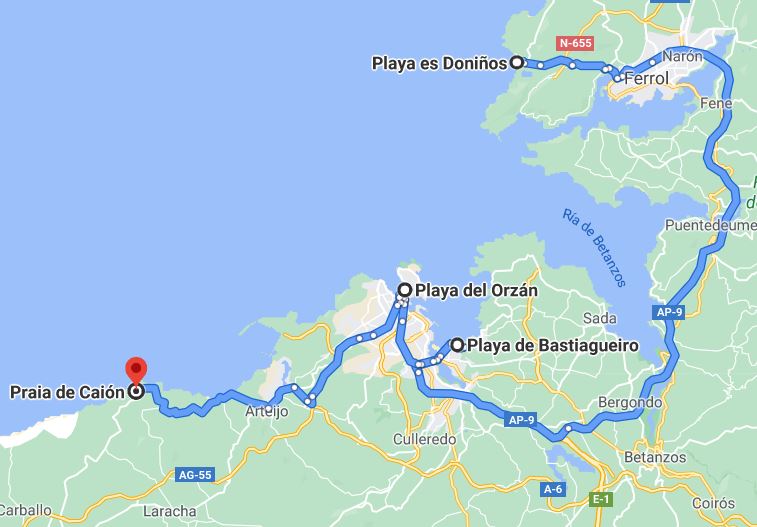 N-655
Playa es Doniños
Narón
Ferrol
Fene
Puentedeume
Ría de Betanzos
Playa del Orzán
Sada
AP-9
Playa de Bastiagueiro
Praia de Caión
Arteijo
Bergondo
AP-9
Culleredo
Betanzos
AG-55
A-6
E-1
Carballo
Laracha
Coirós